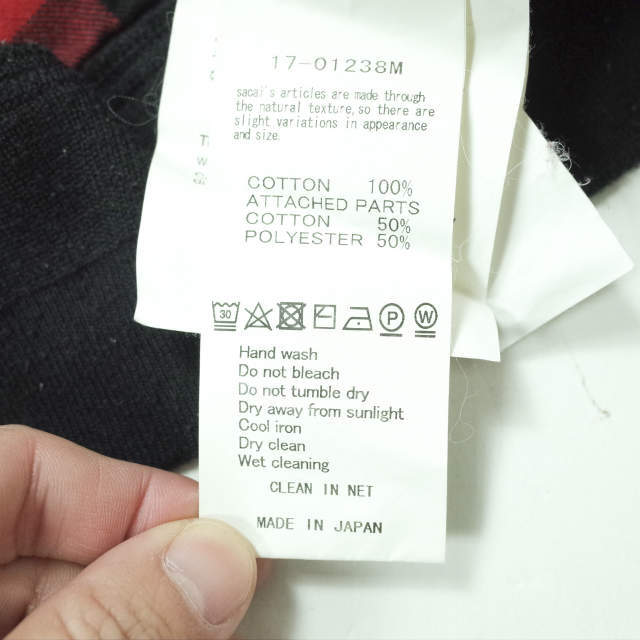 17-01238M
sacai's articles are made through
the natural texture, so there are
slight variations in appearance
and size.
COTTON 100%
ATTACHED PARTS
COTTON 50%
POLYESTER 50%
30 P W
Hand wash
Do not bleach
Do not tumble dry
Dry away from sunlight
Cool iron
Dry clean
Wet cleaning
CLEAN IN NET
MADE IN JAPAN